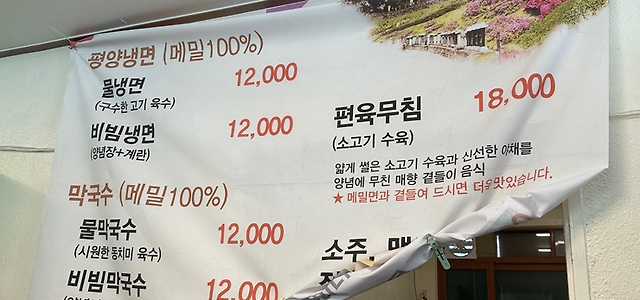 평양냉면 (메밀100%)
물냉면 12,000
(구수한 고기 육수)
비빔냉면 12,000
(양념장+계란)
막국수 (메밀100%)
물막국수 12,000
(시원한 동치미 육수)
비빔막국수 12,000
편육무침 18,000
(소고기 수육)
얇게 썰은 소고기 수육과 신선한 야채를
양념에 무친 매향 곁들이 음식
★ 메밀면과 곁들여 드시면 더욱맛있습니다.
소주,